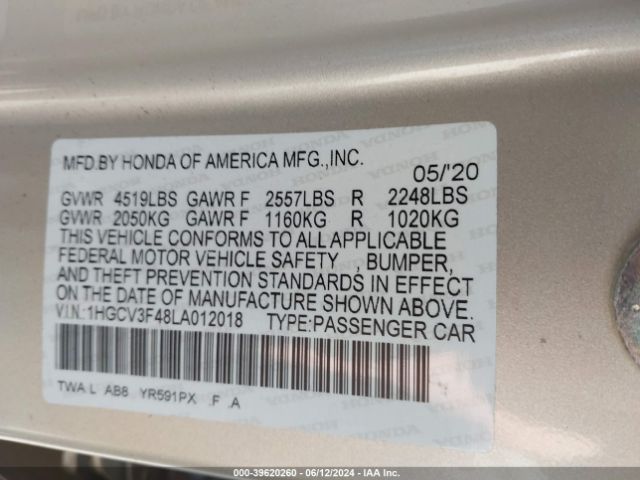 MFD.BY HONDA OF AMERICA MFG.,INC.
05/'20
GVWR 4519LBS GAWR F 2557LBS R 2248LBS
GVWR 2050KG GAWR F 1160KG R 1020KG
THIS VEHICLE CONFORMS TO ALL APPLICABLE
FEDERAL MOTOR VEHICLE SAFETY , BUMPER,
AND THEFT PREVENTION STANDARDS IN EFFECT
ON THE DATE OF MANUFACTURE SHOWN ABOVE.
V.I.N.:1HGCV3F48LA012018 TYPE:PASSENGER CAR
TWA L AB8 YR591PX .F .A
000-39620260 - 06/12/2024 - IAA Inc.